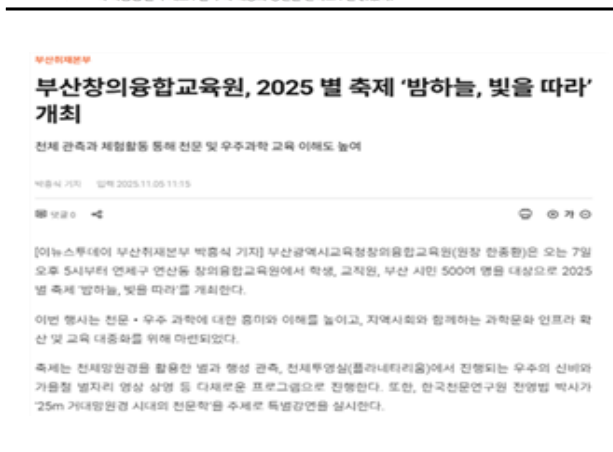 부산취재본부
부산창의융합교육원, 2025 별 축제 ‘밤하늘, 빛을 따라’
개최
천체 관측과 체험활동 통해 천문 및 우주과학 교육 이해도 높여
박흥식 기자 입력 2025.11.05 11:15
댓글 0
가
[이뉴스투데이 부산취재본부 박흥식 기자] 부산광역시교육청창의융합교육원(원장 한종환)은 오는 7일
오후 5시부터 연제구 연산동 창의융합교육원에서 학생, 교직원, 부산 시민 500여 명을 대상으로 2025
별 축제 '밤하늘, 빛을 따라'를 개최한다.
이번 행사는 천문・우주 과학에 대한 흥미와 이해를 높이고, 지역사회와 함께하는 과학문화 인프라 확
산 및 교육 대중화를 위해 마련되었다.
축제는 천체망원경을 활용한 별과 행성 관측, 천체투영실(플라네타리움)에서 진행되는 우주의 신비와
가을철 별자리 영상 상영 등 다채로운 프로그램으로 진행한다. 또한, 한국천문연구원 전영범 박사가
'25m 거대망원경 시대의 천문학'을 주제로 특별강연을 실시한다.